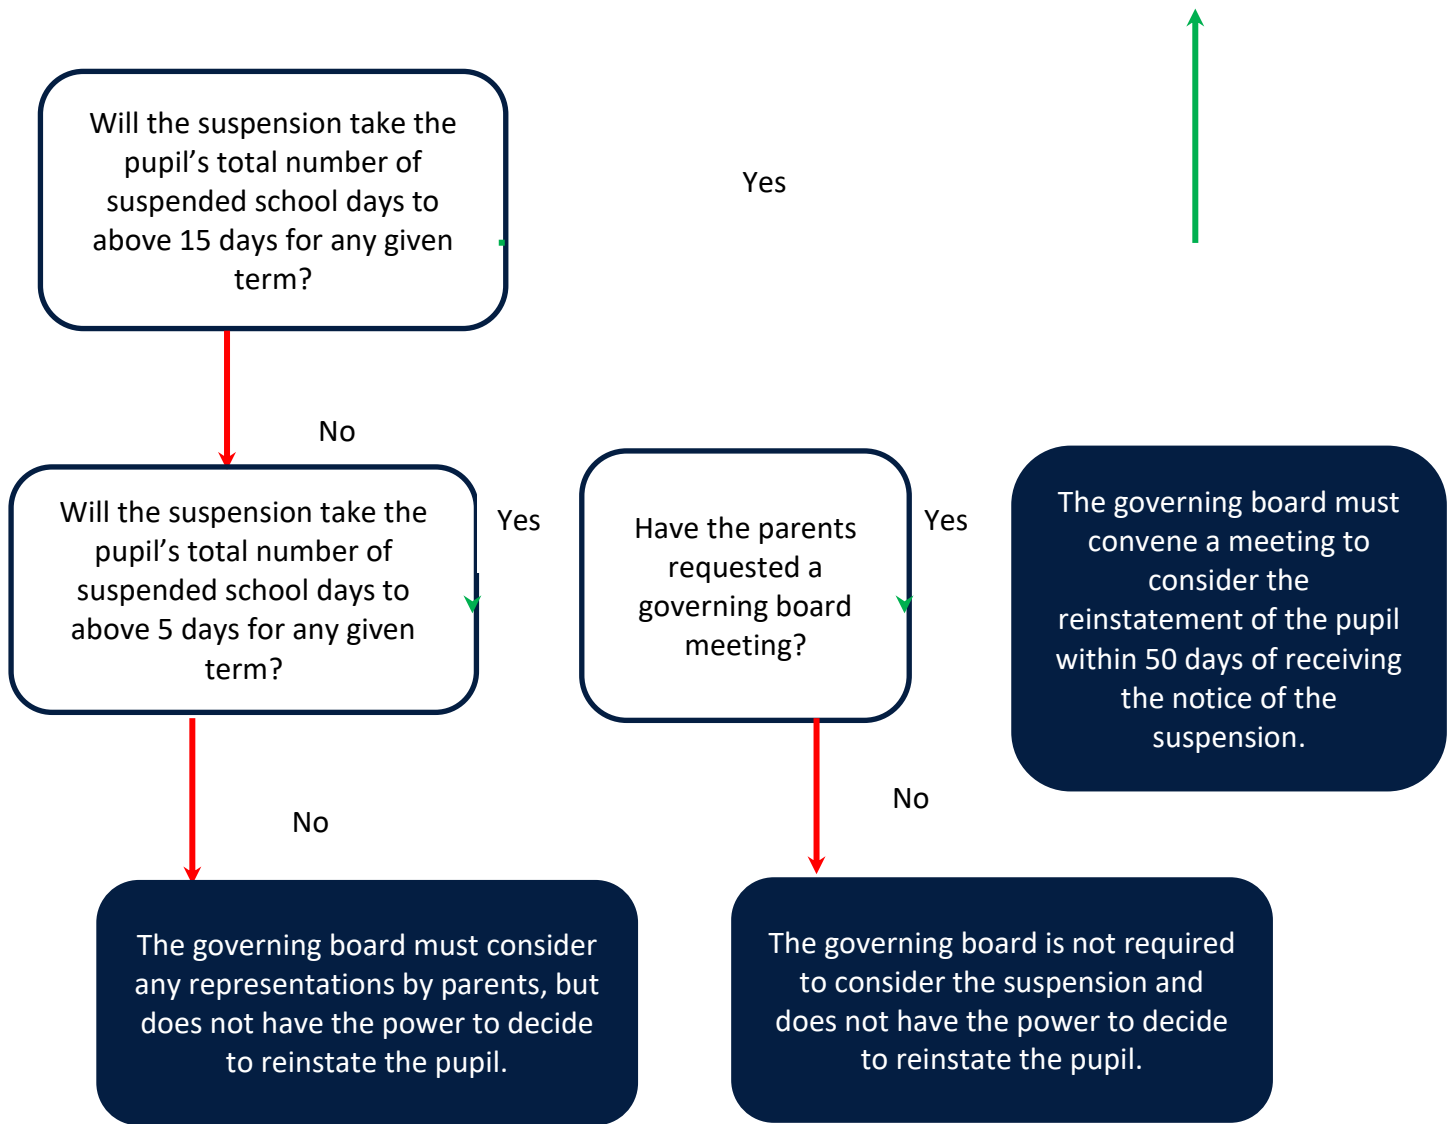 Will the suspension take the
pupil’s total number of
suspended school days to
above 15 days for any given
term?
Yes
No
Will the suspension take the
pupil’s total number of
suspended school days to
above 5 days for any given
term?
Yes
Have the parents
requested a
governing board
meeting?
Yes
The governing board must
convene a meeting to
consider the
reinstatement of the pupil
within 50 days of receiving
the notice of the
suspension.
No
No
The governing board must consider
any representations by parents, but
does not have the power to decide
to reinstate the pupil.
The governing board is not required
to consider the suspension and
does not have the power to decide
to reinstate the pupil.